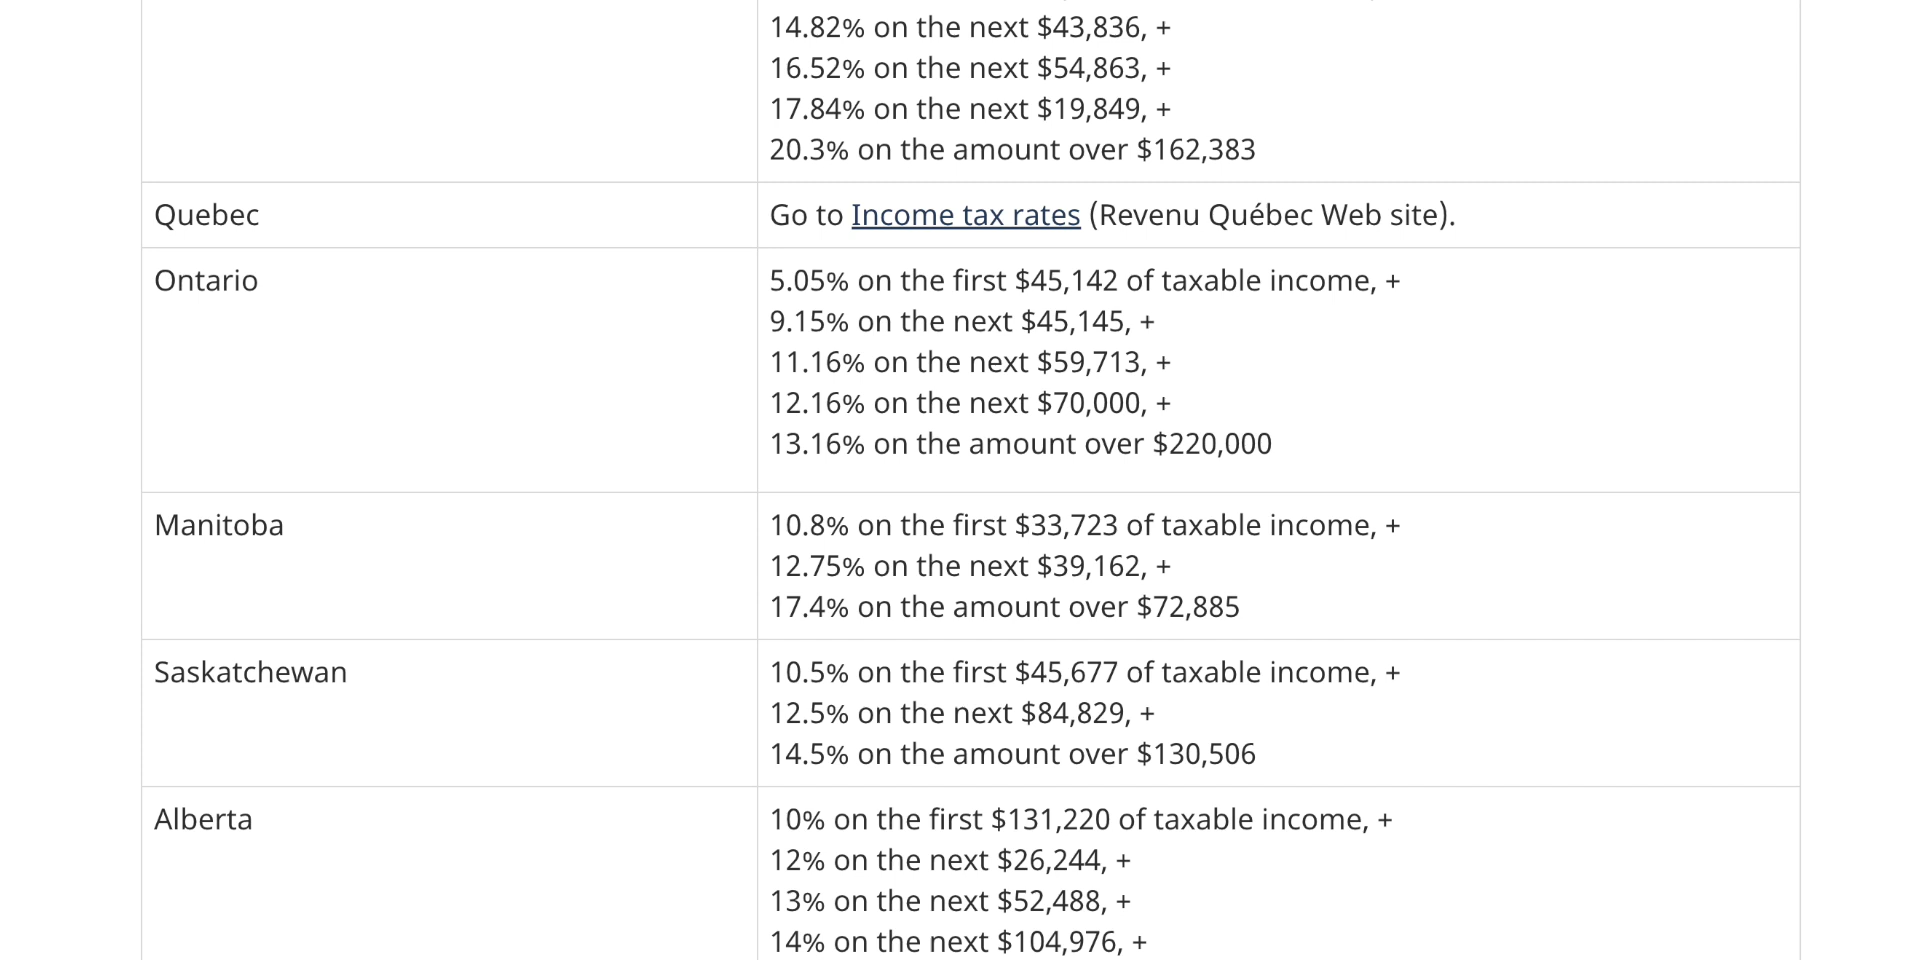 14.82% on the next $43,836, +
16.52% on the next $54,863, +
17.84% on the next $19,849, +
20.3% on the amount over $162,383
Quebec
Go to Income tax rates (Revenu Québec Web site).
Ontario
5.05% on the first $45,142 of taxable income, +
9.15% on the next $45,145, +
11.16% on the next $59,713, +
12.16% on the next $70,000, +
13.16% on the amount over $220,000
Manitoba
10.8% on the first $33,723 of taxable income, +
12.75% on the next $39,162, +
17.4% on the amount over $72,885
Saskatchewan
10.5% on the first $45,677 of taxable income, +
12.5% on the next $84,829, +
14.5% on the amount over $130,506
Alberta
10% on the first $131,220 of taxable income, +
12% on the next $26,244, +
13% on the next $52,488, +
14% on the next $104,976, +